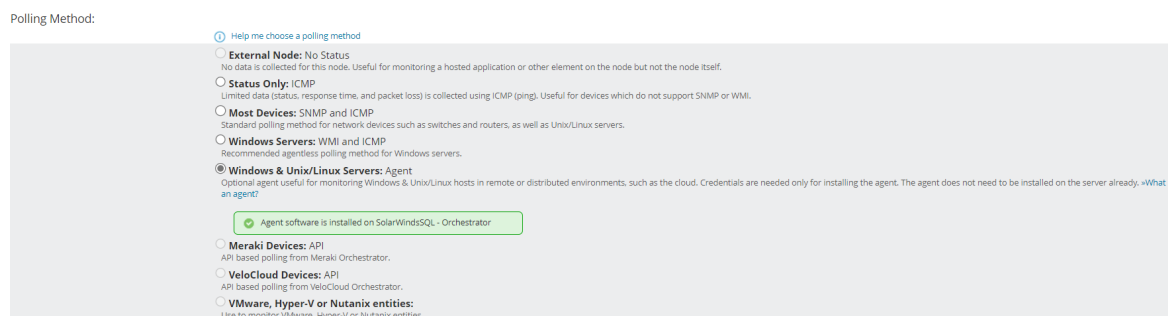 Polling Method:
Help me choose a polling method
External Node: No Status
No data is collected for this node. Useful for monitoring a hosted application or other element on the node but not the node itself.
Status Only: ICMP
Limited data (status, response time, and packet loss) is collected using ICMP (ping). Useful for devices which do not support SNMP or WMI.
Most Devices: SNMP and ICMP
Standard polling method for network devices such as switches and routers, as well as Unix/Linux servers.
Windows Servers: WMI and ICMP
Recommended agentless polling method for Windows servers.
Windows & Unix/Linux Servers: Agent
Optional agent useful for monitoring Windows & Unix/Linux hosts in remote or distributed environments, such as the cloud. Credentials are needed only for installing the agent. The agent does not need to be installed on the server already. »What
an agent?
Agent software is installed on SolarWindsSQL - Orchestrator
Meraki Devices: API
API based polling from Meraki Orchestrator.
VeloCloud Devices: API
API based polling from VeloCloud Orchestrator.
VMware, Hyper-V or Nutanix entities:
Use to monitor VMware, Hyper-V or Nutanix entities